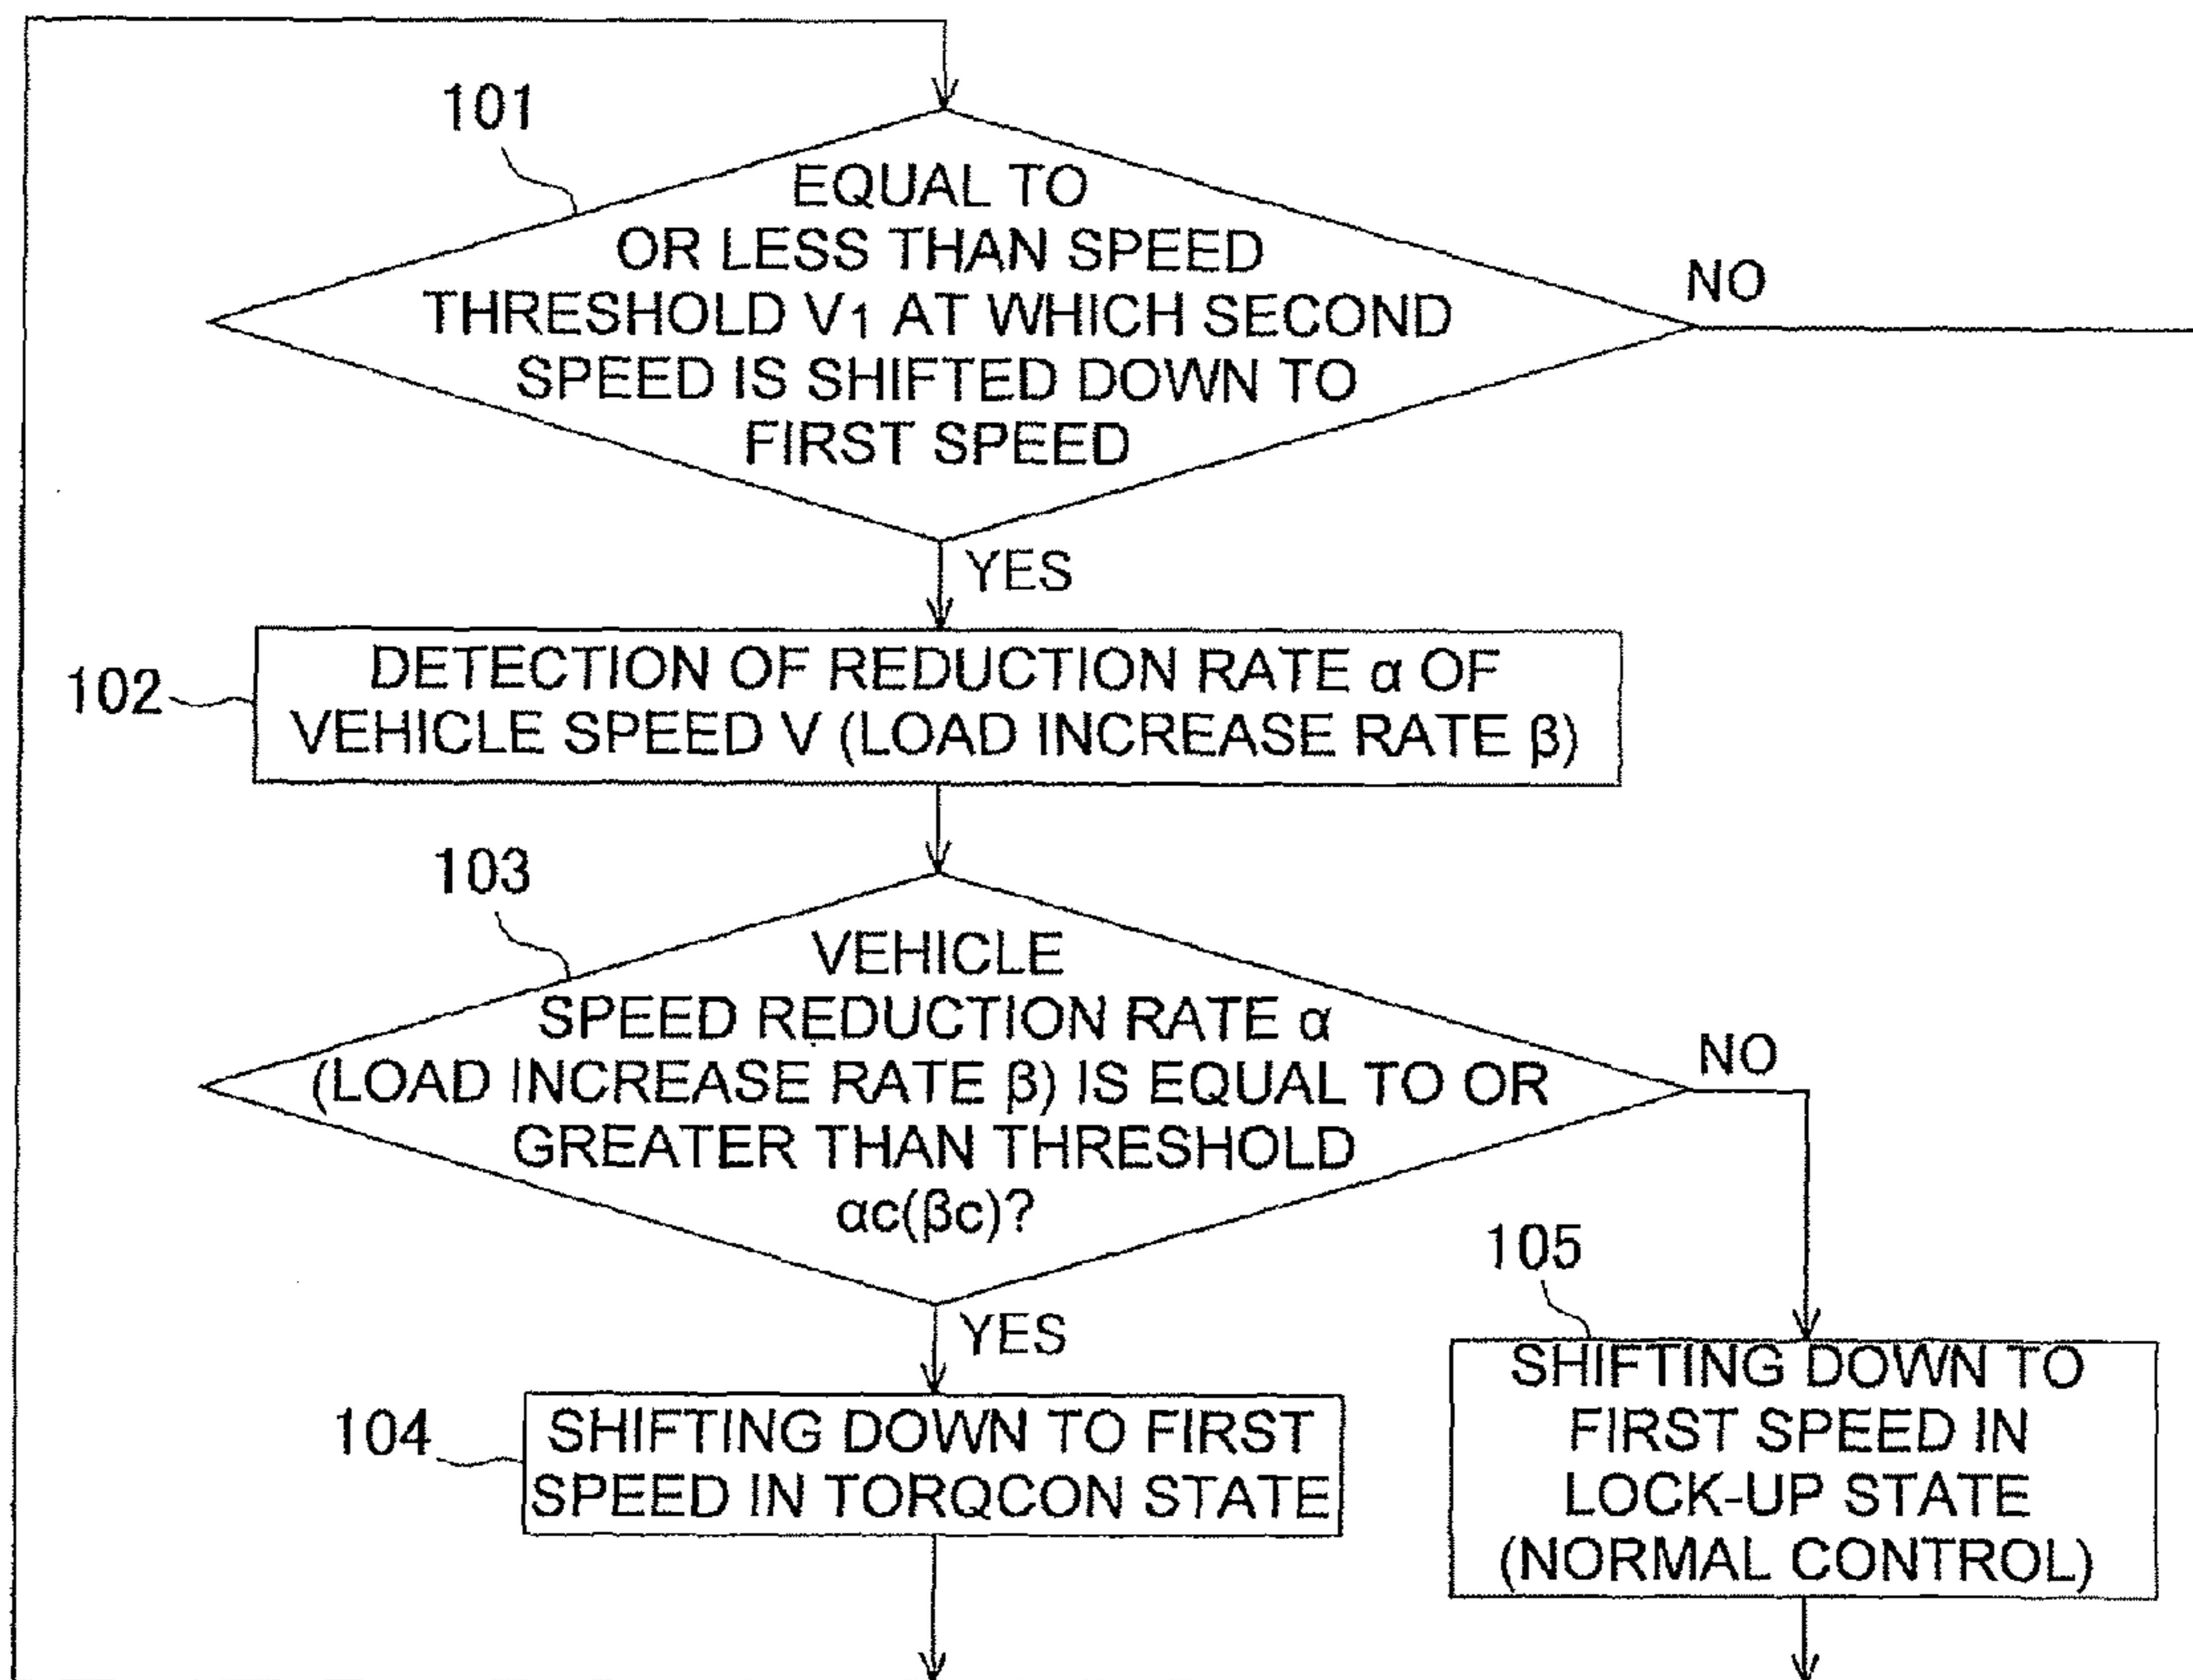 101
EQUAL TO
OR LESS THAN SPEED
THRESHOLD V1 AT WHICH SECOND
SPEED IS SHIFTED DOWN TO
FIRST SPEED
NO
YES
102
DETECTION OF REDUCTION RATE α OF
VEHICLE SPEED V (LOAD INCREASE RATE β)
103
VEHICLE
SPEED REDUCTION RATE α
(LOAD INCREASE RATE β) IS EQUAL TO OR
GREATER THAN THRESHOLD
αc(βc)?
NO
YES
104
SHIFTING DOWN TO FIRST
SPEED IN TORQCON STATE
105
SHIFTING DOWN TO
FIRST SPEED IN
LOCK-UP STATE
(NORMAL CONTROL)